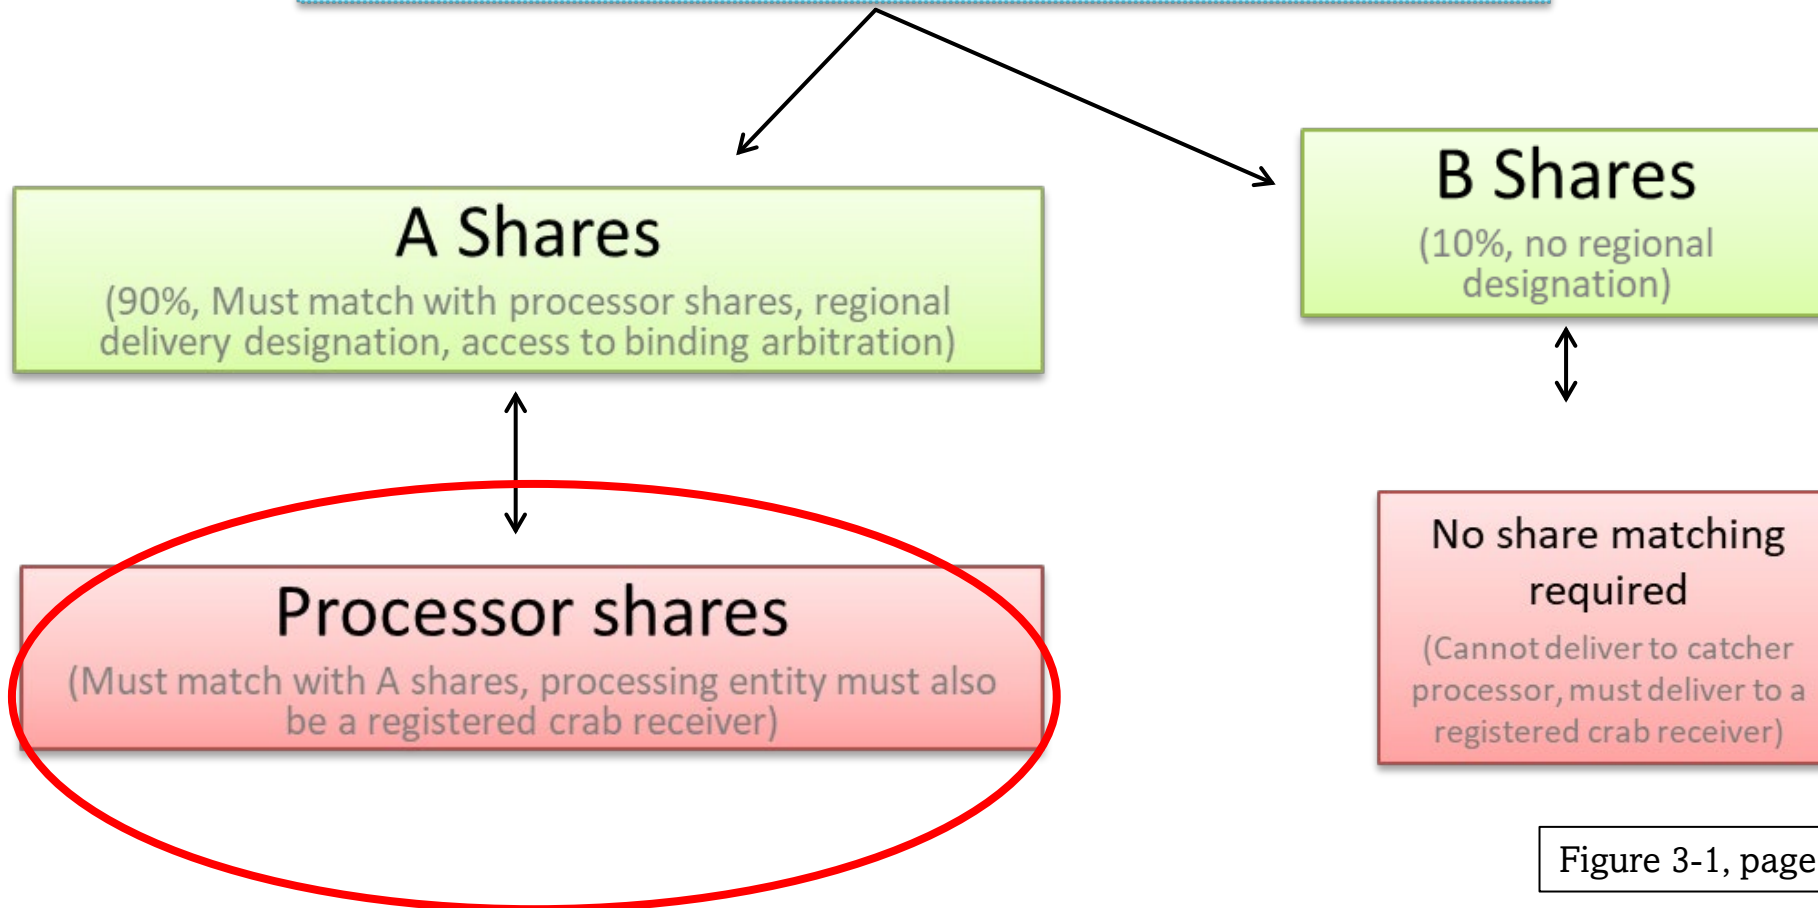 A Shares
(90%, Must match with processor shares, regional
delivery designation, access to binding arbitration)
B Shares
(10%, no regional
designation)
Processor shares
(Must match with A shares, processing entity must also
be a registered crab receiver)
No share matching
required
(Cannot deliver to catcher
processor, must deliver to a
registered crab receiver)
Figure 3-1, page